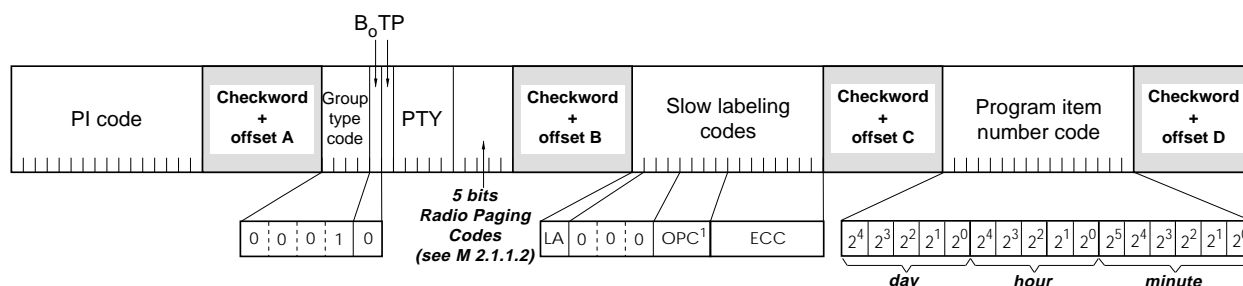 BoTP
PI code
Checkword
+
offset A
Group
type
code
PTY
Checkword
+
offset B
Slow labeling
codes
Checkword
+
offset C
Program item
number code
Checkword
+
offset D
0 0 0 1 0
5 bits
Radio Paging
Codes
(see M 2.1.1.2)
LA 0 0 0 OPC¹ ECC
2⁴ 2³ 2² 2¹ 2⁰ 2⁴ 2³ 2² 2¹ 2⁰ 2⁵ 2⁴ 2³ 2² 2¹ 2⁰
day hour minute